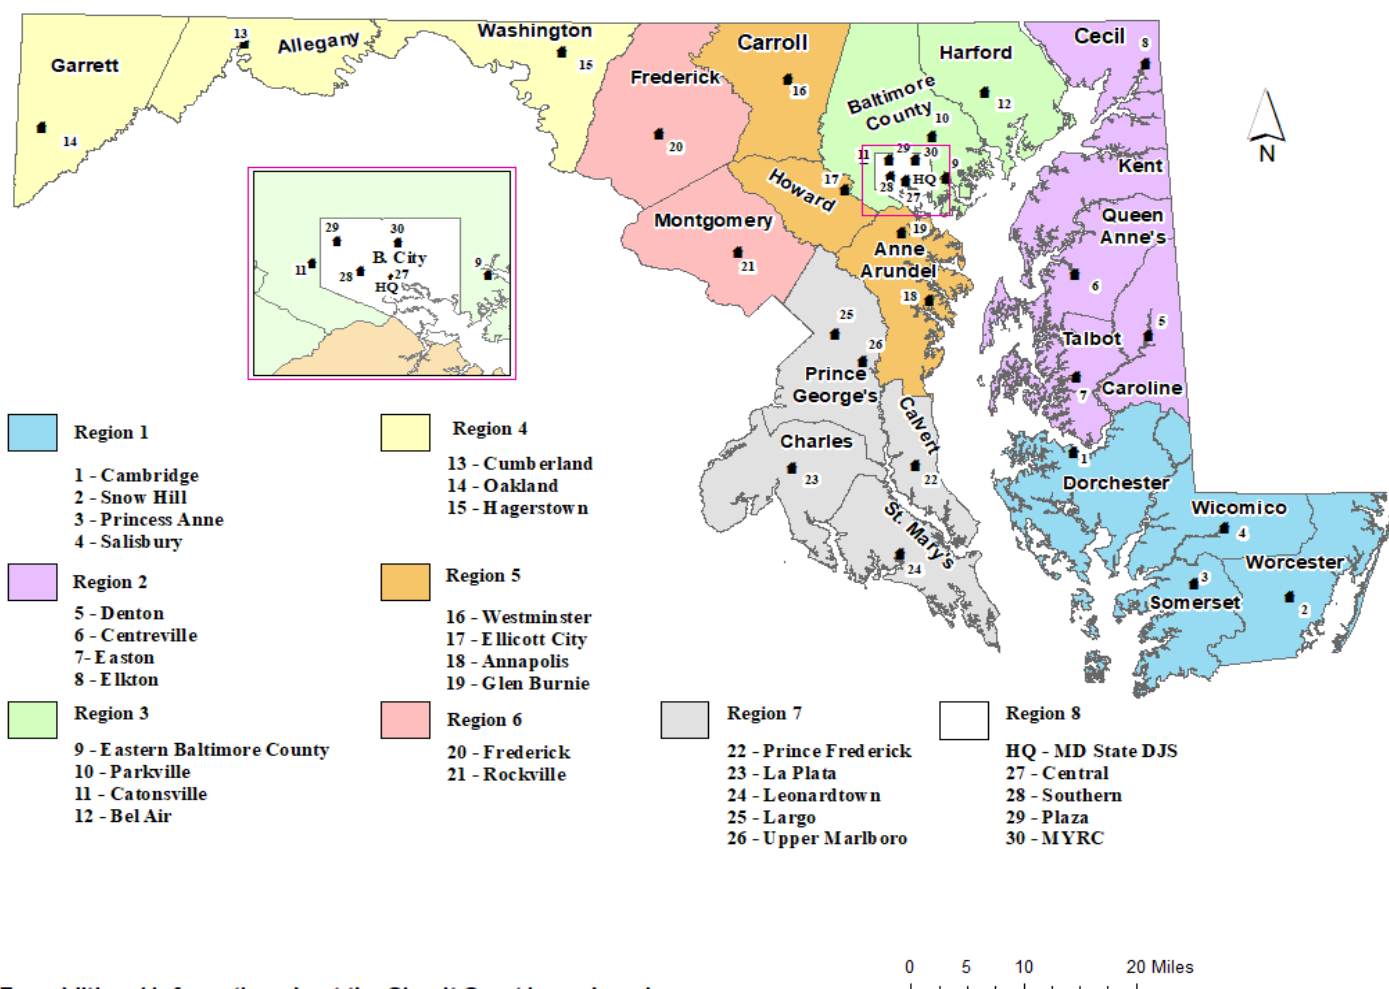 Garrett
14
13
Allegany
Washington
15
Frederick
20
Carroll
16
Baltimore
County
10
Harford
12
Cecil
8
N
11
29
30
9
HQ
28
27
17
Howard
Montgomery
21
19
Anne
Arundel
18
Kent
Queen
Anne's
6
5
Talbot
7
Caroline
29
30
B. City
11
28
27
HQ
9
25
26
Prince
George's
Calvert
22
Charles
23
St. Mary's
24
1
Dorchester
Wicomico
4
Worcester
3
Somerset
2
Region 1
1 - Cambridge
2 - Snow Hill
3 - Princess Anne
4 - Salisbury
Region 2
5 - Denton
6 - Centreville
7- Easton
8 - Elkton
Region 3
9 - Eastern Baltimore County
10 - Parkville
11 - Catonsville
12 - Bel Air
Region 4
13 - Cumberland
14 - Oakland
15 - Hagerstown
Region 5
16 - Westminster
17 - Ellicott City
18 - Annapolis
19 - Glen Burnie
Region 6
20 - Frederick
21 - Rockville
Region 7
22 - Prince Frederick
23 - La Plata
24 - Leonardtown
25 - Largo
26 - Upper Marlboro
Region 8
HQ - MD State DJS
27 - Central
28 - Southern
29 - Plaza
30 - MYRC
0 5 10 20 Miles